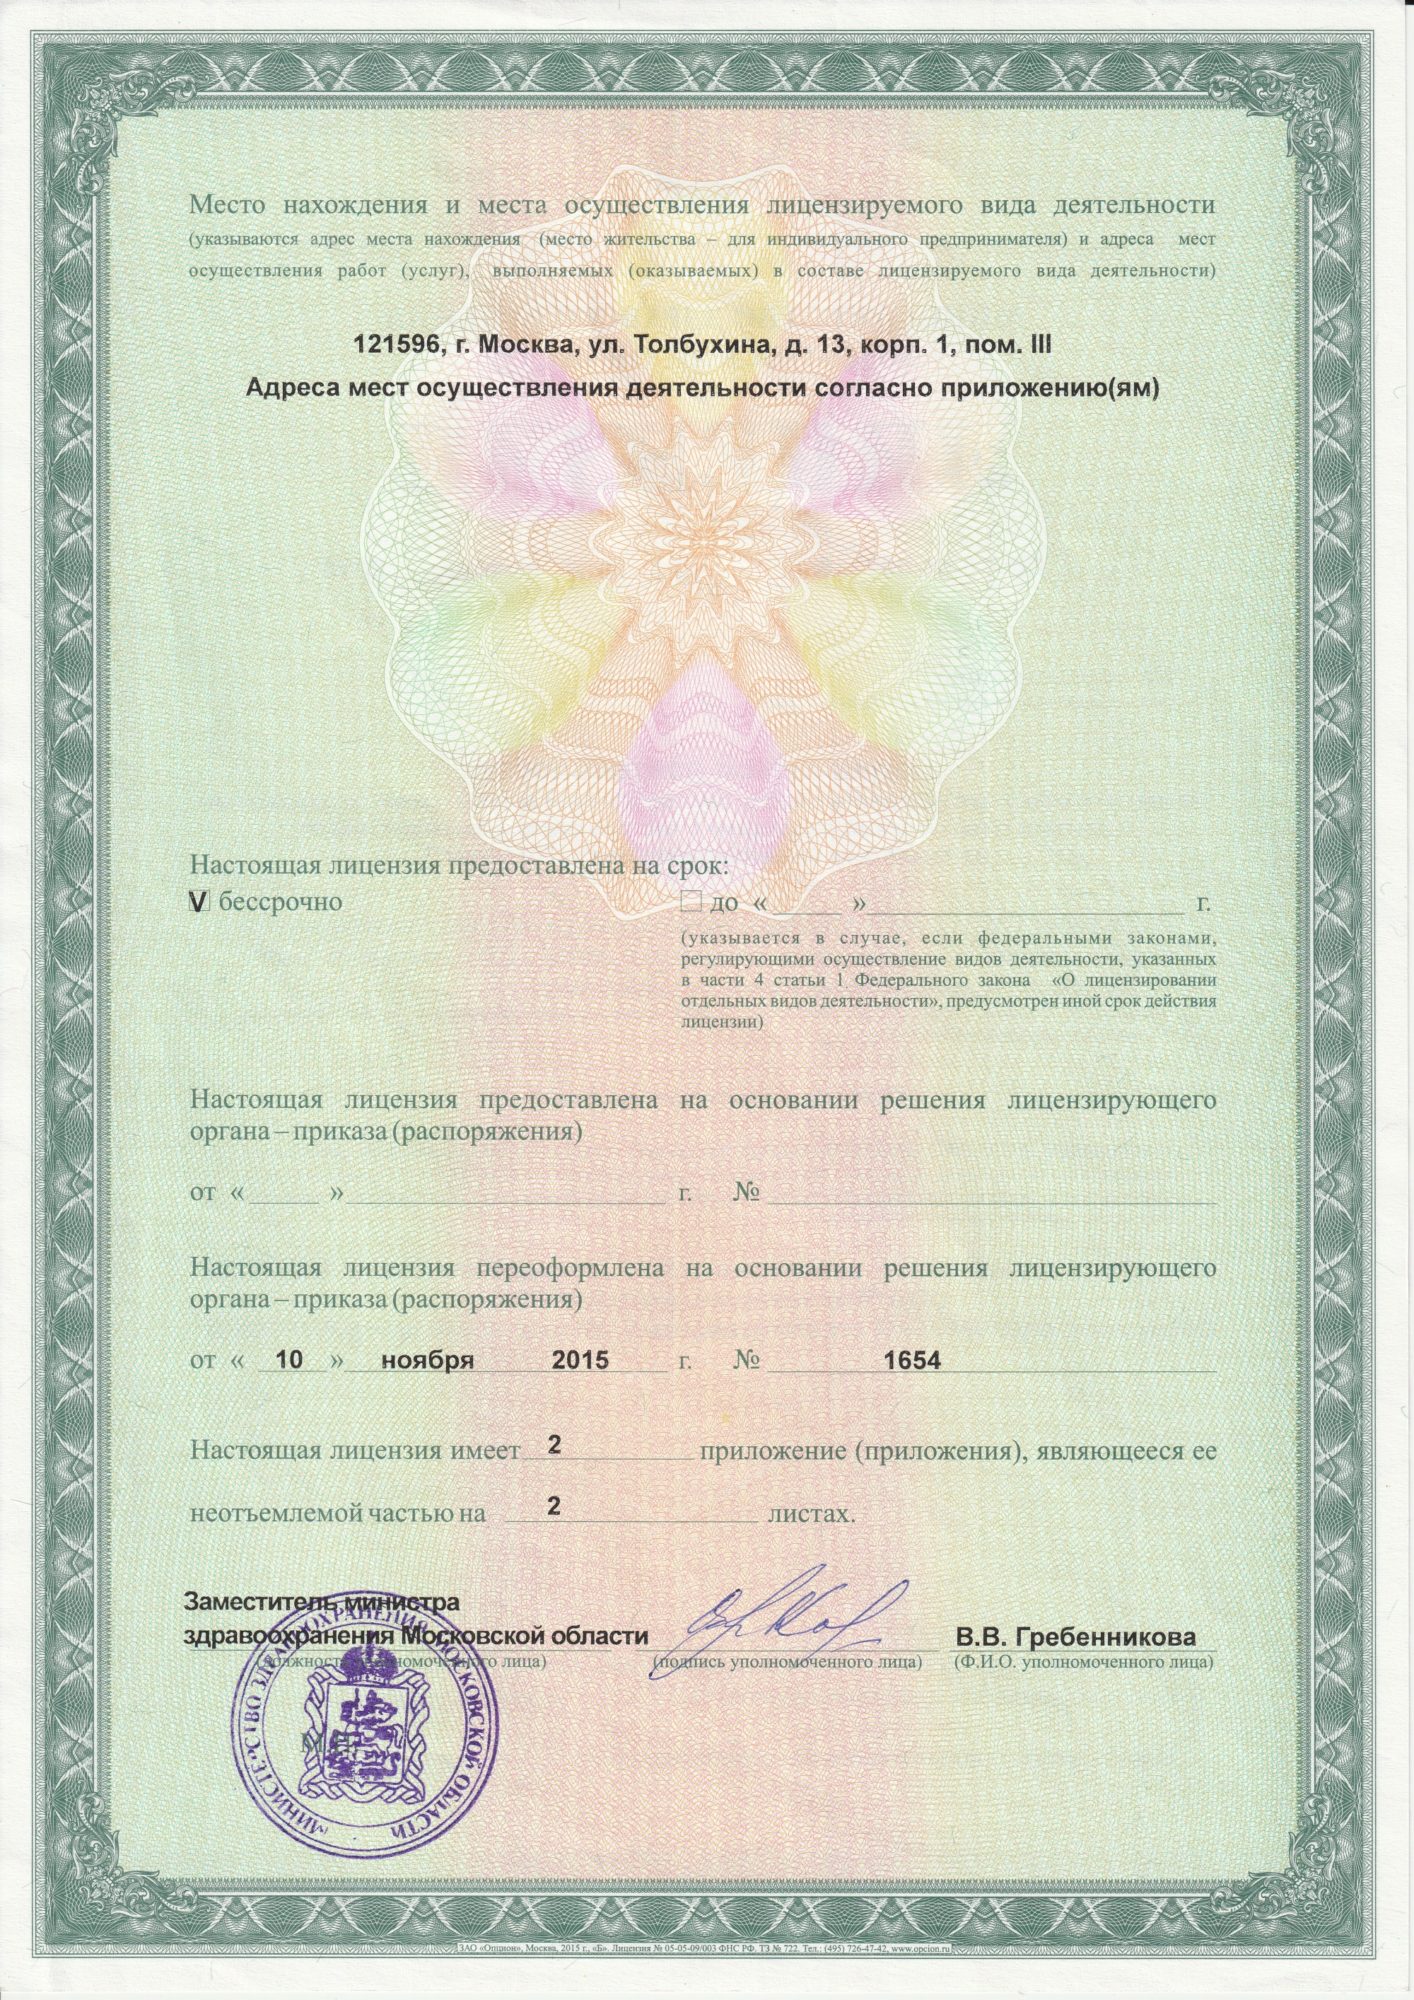 Место нахождения и места осуществления лицензируемого вида деятельности
(указываются адрес места нахождения (место жительства – для индивидуального предпринимателя) и адреса мест
осуществления работ (услуг), выполняемых (оказываемых) в составе лицензируемого вида деятельности)
121596, г. Москва, ул. Толбухина, д. 13, корп. 1, пом. III
Адреса мест осуществления деятельности согласно приложению(ям)
Настоящая лицензия предоставлена на срок:
V бессрочно до « » г.
(указывается в случае, если федеральными законами,
регулирующими осуществление видов деятельности, указанных
в части 4 статьи 1 Федерального закона «О лицензировании
отдельных видов деятельности», предусмотрен иной срок действия
лицензии)
Настоящая лицензия предоставлена на основании решения лицензирующего
органа – приказа (распоряжения)
от « » г. №
Настоящая лицензия переоформлена на основании решения лицензирующего
органа – приказа (распоряжения)
от « 10 » ноября 2015 г. № 1654
Настоящая лицензия имеет 2 приложение (приложения), являющееся ее
неотъемлемой частью на 2 листах.
Заместитель министра
здравоохранения Московской области В.В. Гребенникова
(должность уполномоченного лица) (подпись уполномоченного лица) (Ф.И.О. уполномоченного лица)
МИНИСТЕРСТВО ЗДРАВООХРАНЕНИЯ МОСКОВСКОЙ ОБЛАСТИ
М.П.
ЗАО «Опцион», Москва, 2015 г., «Б». Лицензия № 05-05-09/003 ФНС РФ. ТЗ № 722. Тел.: (495) 726-47-42, www.opcion.ru